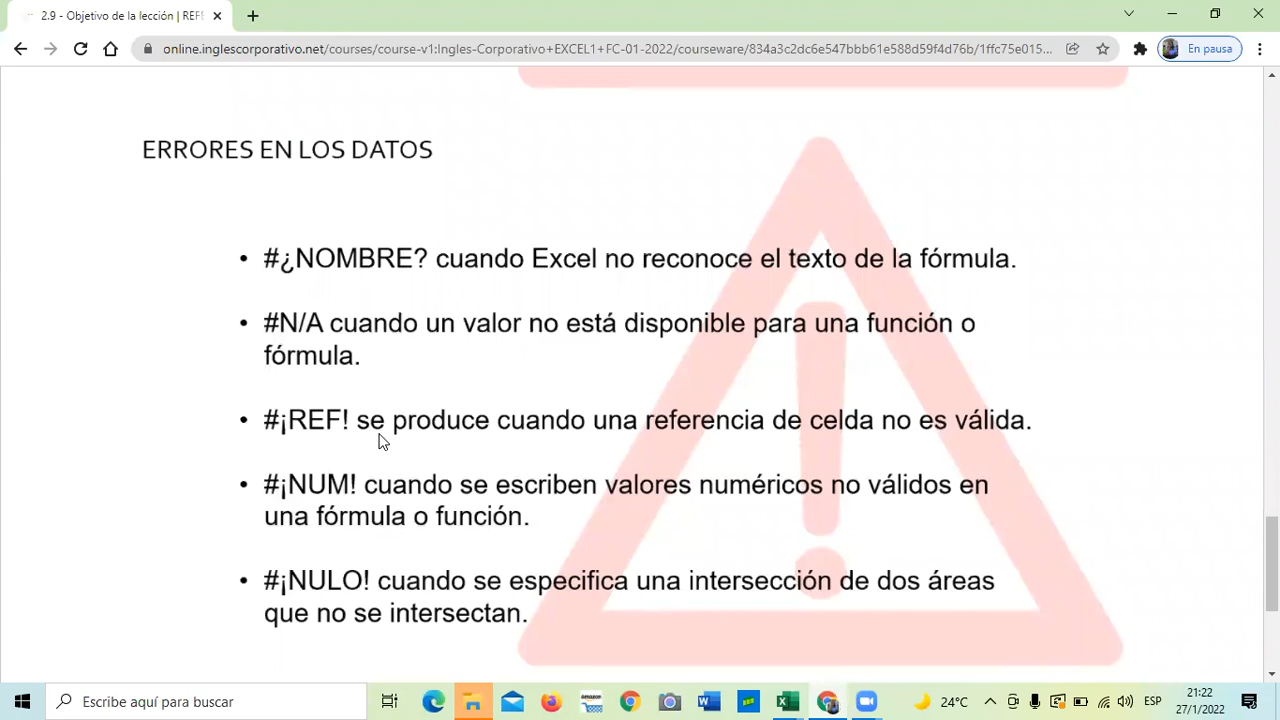 2.9 - Objetivo de la lección | REF!
online.inglescorporativo.net/courses/course-v1:Ingles-Corporativo+EXCEL1+FC-01-2022/courseware/
En pausa
ERRORES EN LOS DATOS
• #¿NOMBRE? cuando Excel no reconoce el texto de la fórmula.
• #N/A cuando un valor no está disponible para una función o
fórmula.
• #¡REF! se produce cuando una referencia de celda no es válida.
• #¡NUM! cuando se escriben valores numéricos no válidos en
una fórmula o función.
• #¡NULO! cuando se especifica una intersección de dos áreas
que no se intersectan.
Escribe aquí para buscar
24°C
ESP
21:22
27/1/2022